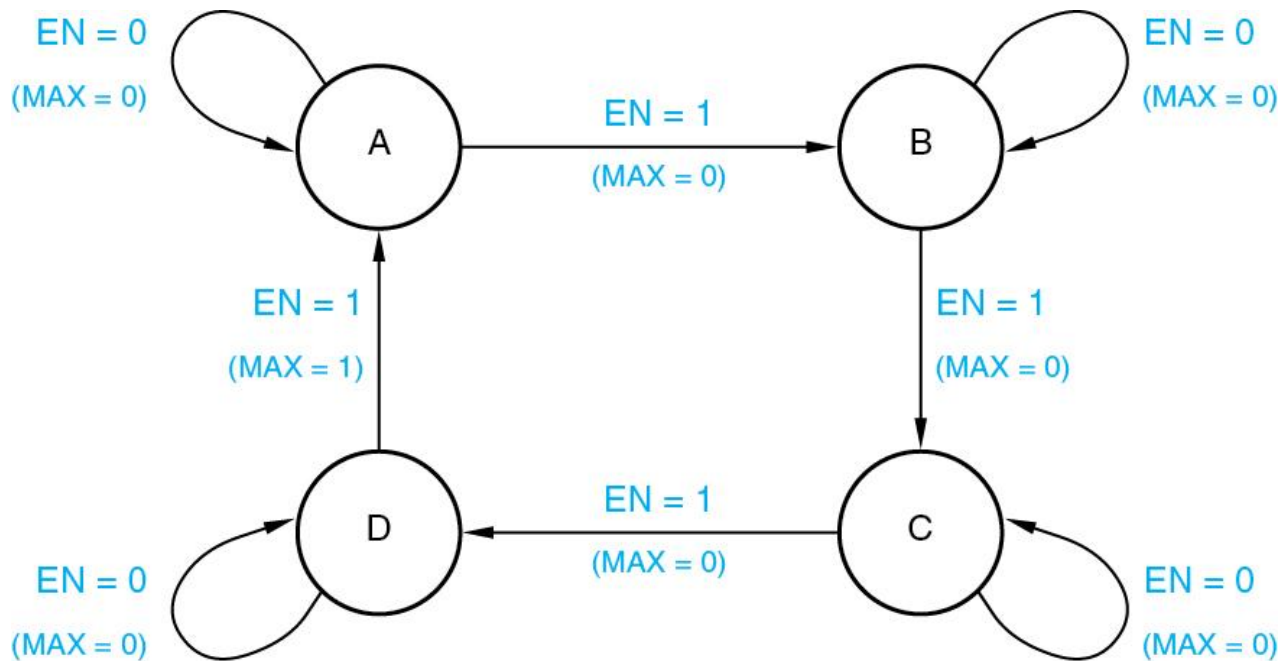 EN = 0
(MAX = 0)
A
EN = 1
(MAX = 0)
B
EN = 0
(MAX = 0)
EN = 1
(MAX = 1)
EN = 1
(MAX = 0)
EN = 0
(MAX = 0)
D
EN = 1
(MAX = 0)
C
EN = 0
(MAX = 0)